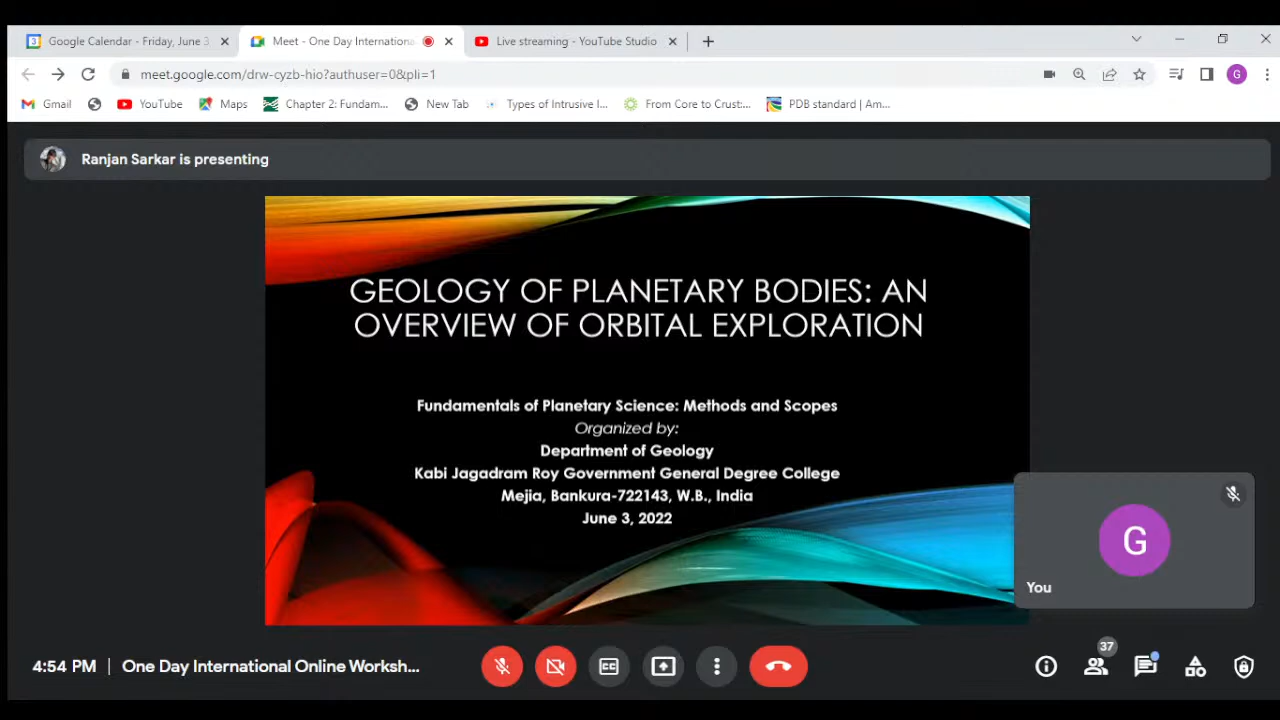 Google Calendar - Friday, June 3
Meet - One Day Internationa
Live streaming - YouTube Studio
meet.google.com/drw-cyzb-hio?authuser=0&pli=1
G
Gmail
YouTube
Maps
Chapter 2: Fundam...
New Tab
Types of Intrusive I...
From Core to Crust:...
PDB standard | Am...
Ranjan Sarkar is presenting
GEOLOGY OF PLANETARY BODIES: AN
OVERVIEW OF ORBITAL EXPLORATION
Fundamentals of Planetary Science: Methods and Scopes
Organized by:
Department of Geology
Kabi Jagadram Roy Government General Degree College
Mejia, Bankura-722143, W.B., India
June 3, 2022
G
You
4:54 PM | One Day International Online Worksh...
CC
37